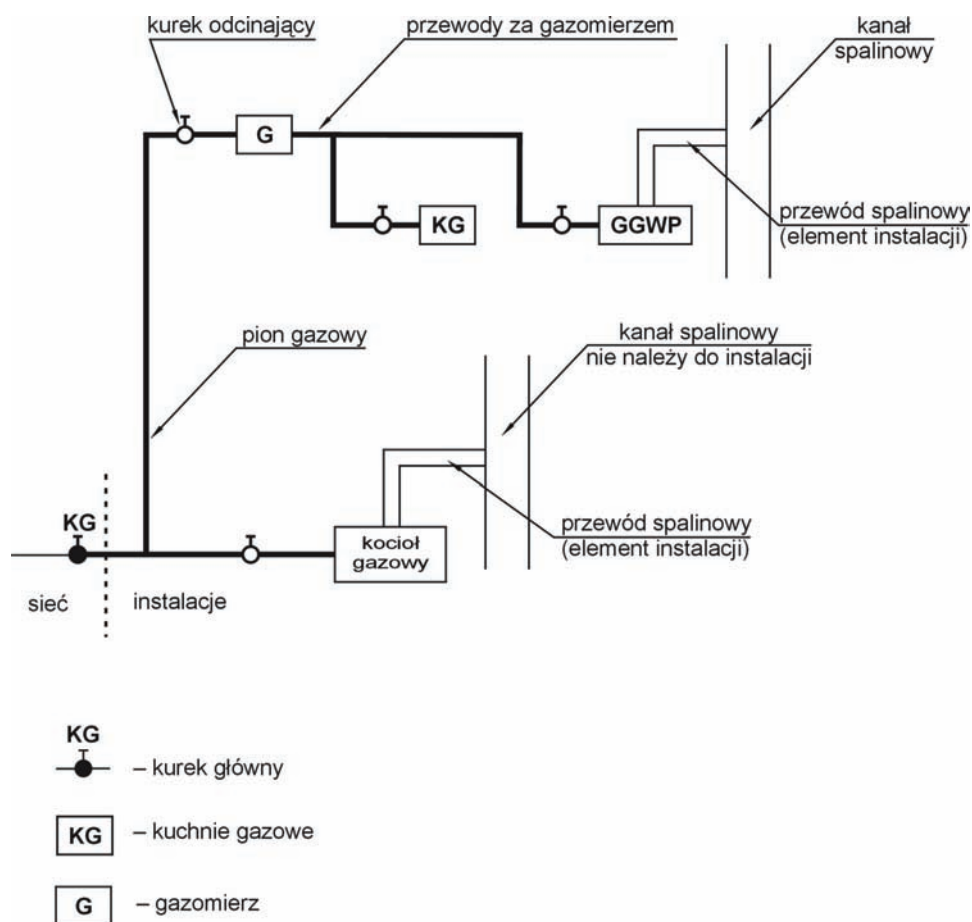 kurek odcinający
przewody za gazomierzem
kanał
spalinowy
G
KG
GGWP
przewód spalinowy
(element instalacji)
pion gazowy
kanał spalinowy
nie należy do instalacji
KG
kocioł
gazowy
przewód spalinowy
(element instalacji)
sieć
instalacje
KG
– kurek główny
KG
– kuchnie gazowe
G
– gazomierz